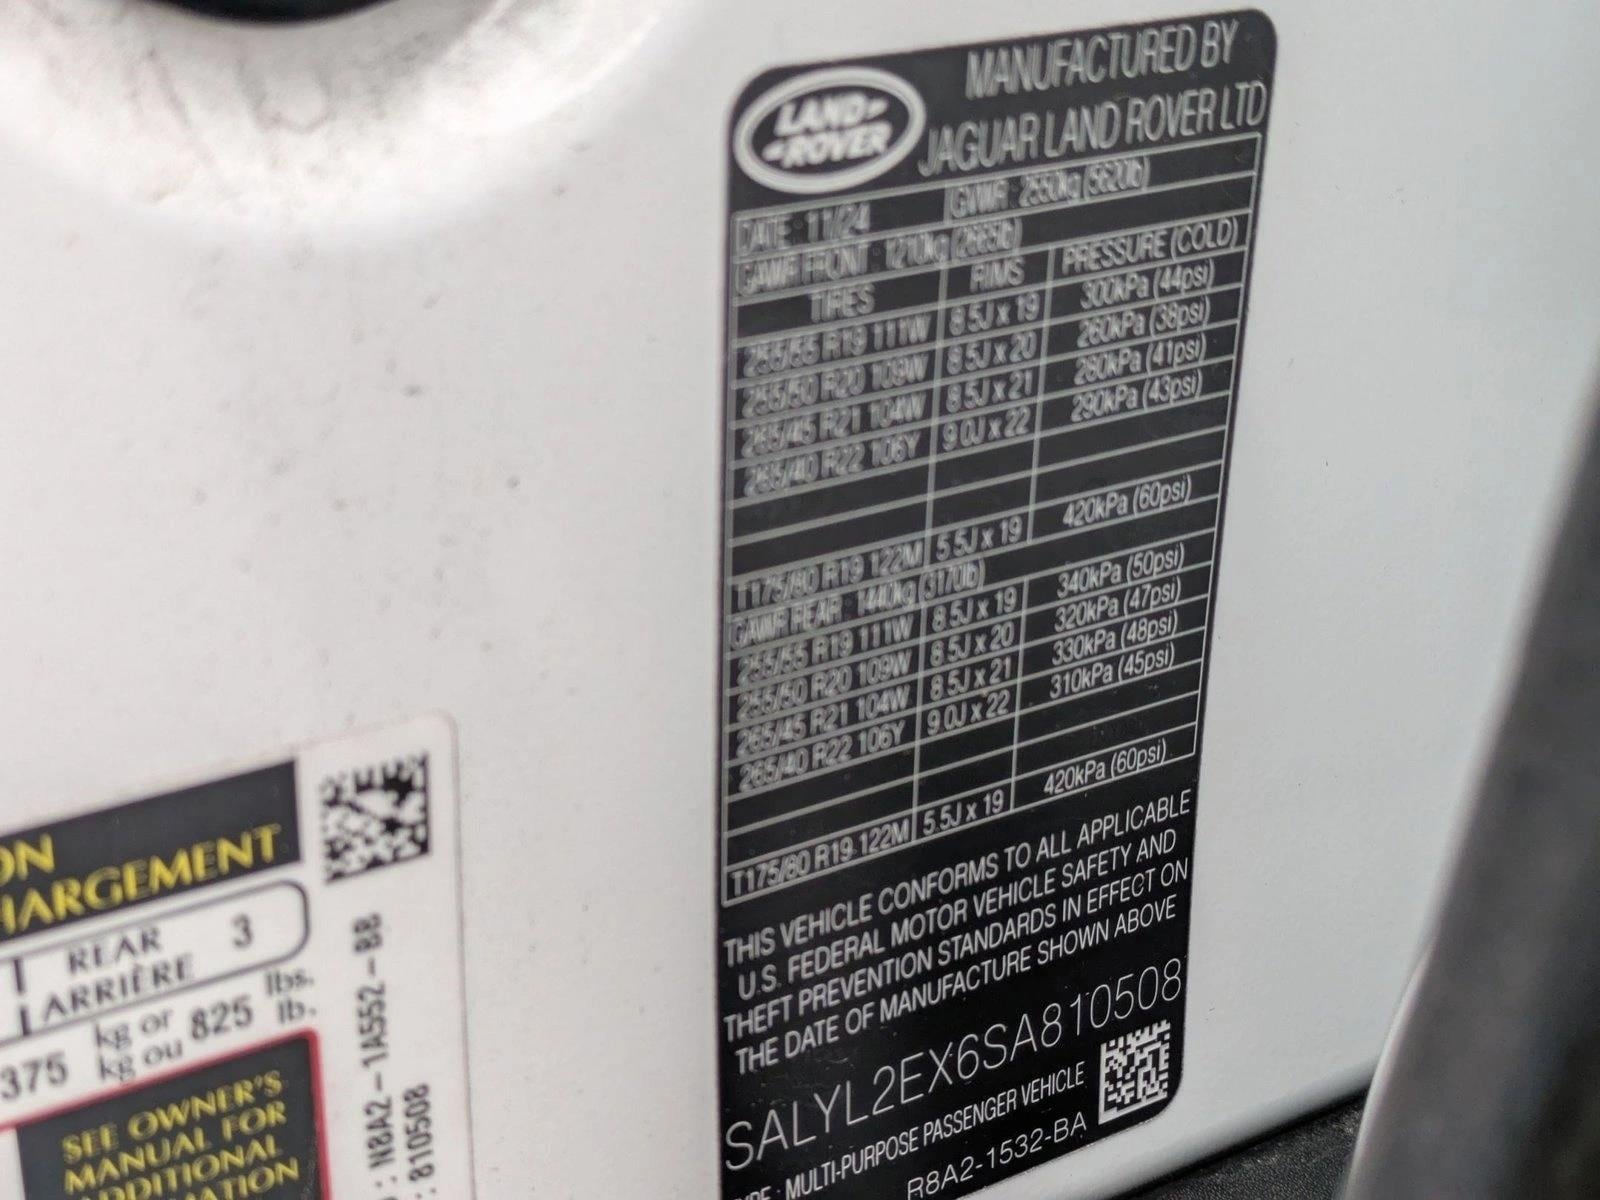 LAND ROVER
MANUFACTURED BY
JAGUAR LAND ROVER LTD
DATE : 11/24 GVWR : 2550kg (5620lb)
GAWR FRONT : 1210kg (2665lb)
TIRES RIMS PRESSURE (COLD)
255/55 R19 111W 8.5J x 19 300kPa (44psi)
255/50 R20 109W 8.5J x 20 260kPa (38psi)
265/45 R21 104W 8.5J x 21 280kPa (41psi)
265/40 R22 106Y 9.0J x 22 290kPa (43psi)
T175/80 R19 122M 5.5J x 19 420kPa (60psi)
GAWR REAR : 1440kg (3170lb)
255/55 R19 111W 8.5J x 19 340kPa (50psi)
255/50 R20 109W 8.5J x 20 320kPa (47psi)
265/45 R21 104W 8.5J x 21 330kPa (48psi)
265/40 R22 106Y 9.0J x 22 310kPa (45psi)
T175/80 R19 122M 5.5J x 19 420kPa (60psi)
THIS VEHICLE CONFORMS TO ALL APPLICABLE
U.S. FEDERAL MOTOR VEHICLE SAFETY AND
THEFT PREVENTION STANDARDS IN EFFECT ON
THE DATE OF MANUFACTURE SHOWN ABOVE
SALYL2EX6SA810508
TYPE : MULTI-PURPOSE PASSENGER VEHICLE
R8A2-1532-BA
ON
HARGEMENT
REAR 3
ARRIÈRE
375 kg or 825 lbs.
kg ou lb.
SEE OWNER'S
MANUAL FOR
ADDITIONAL
MATION
: N8A2-1A552-BB
: 810508